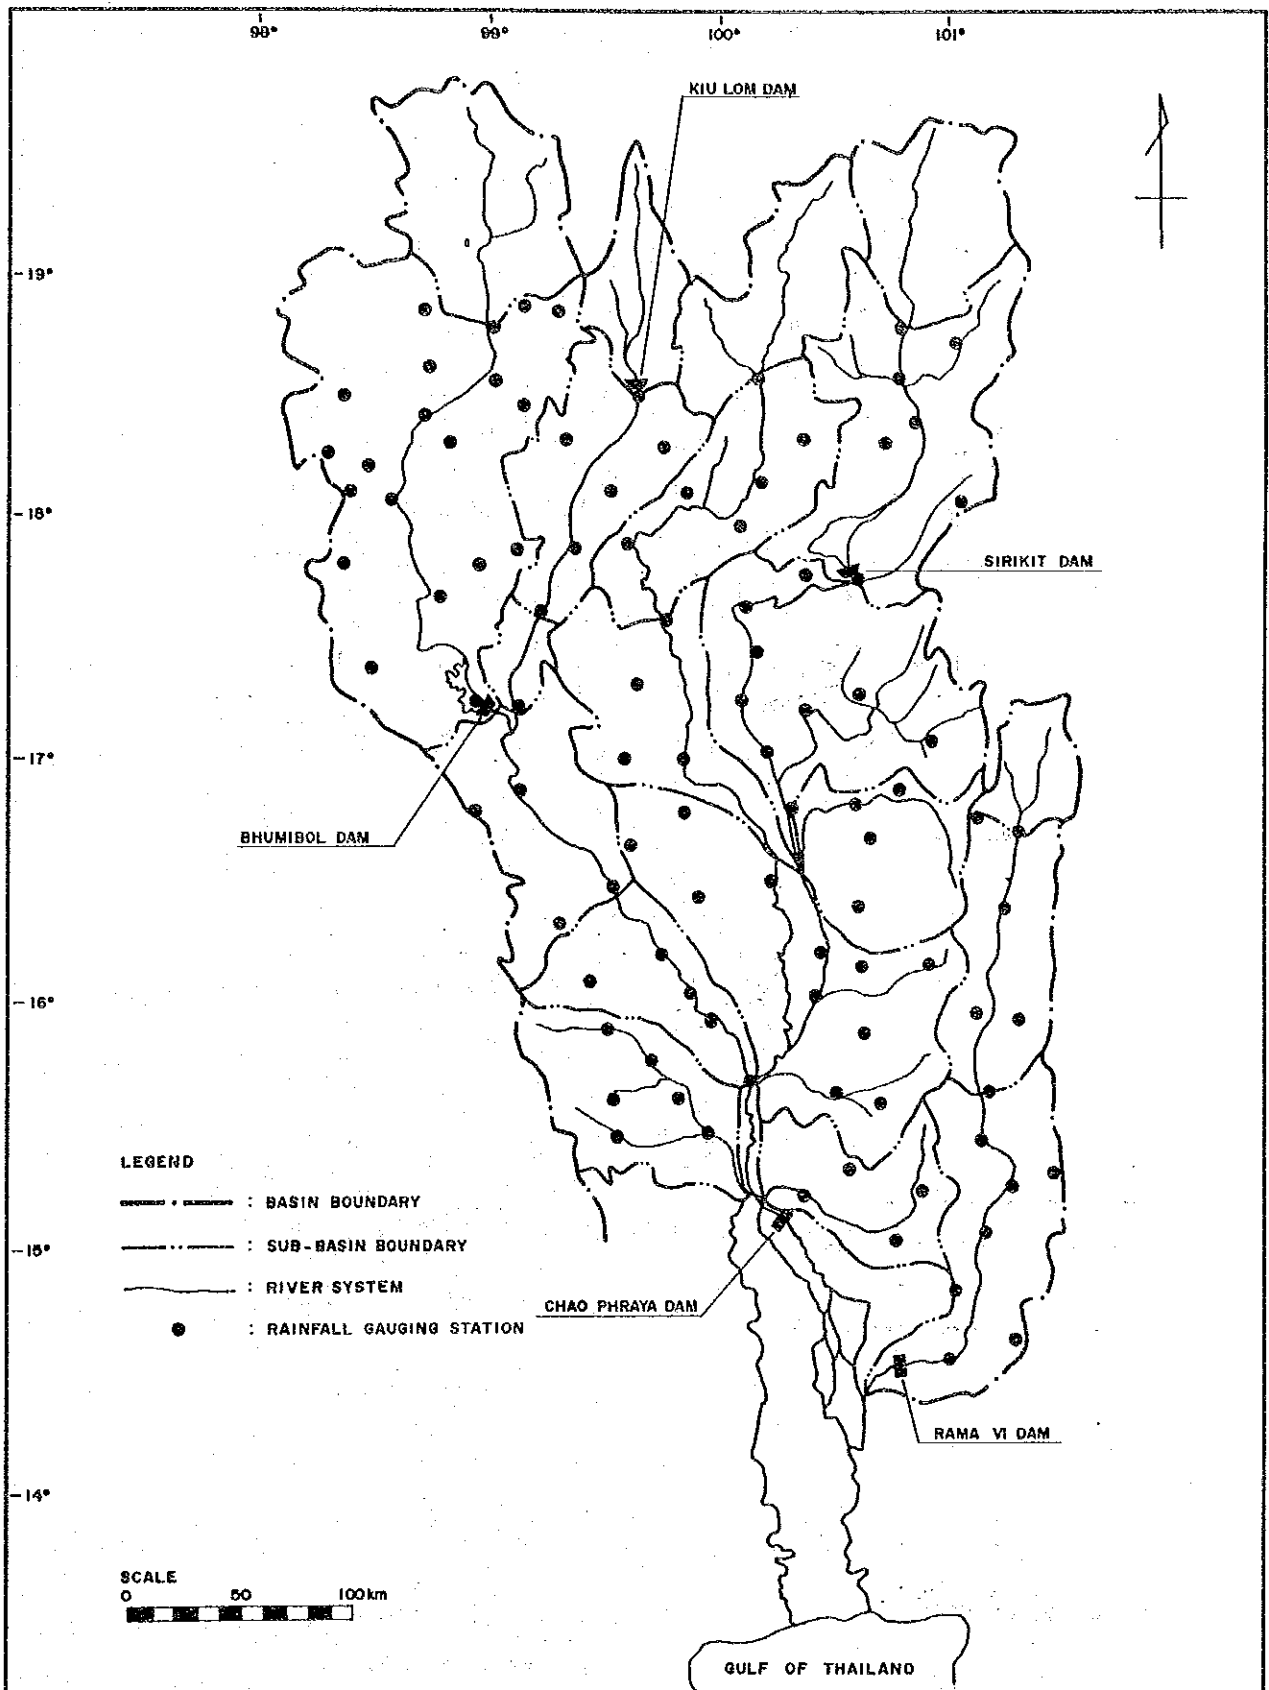 98° 99° 100° 101°
KIU LOM DAM
-19°
-18°
SIRIKIT DAM
-17°
BHUMIBOL DAM
-16°
LEGEND
: BASIN BOUNDARY
: SUB-BASIN BOUNDARY
-15°
: RIVER SYSTEM
CHAO PHRAYA DAM
: RAINFALL GAUGING STATION
RAMA VI DAM
-14°
SCALE
0 50 100km
GULF OF THAILAND